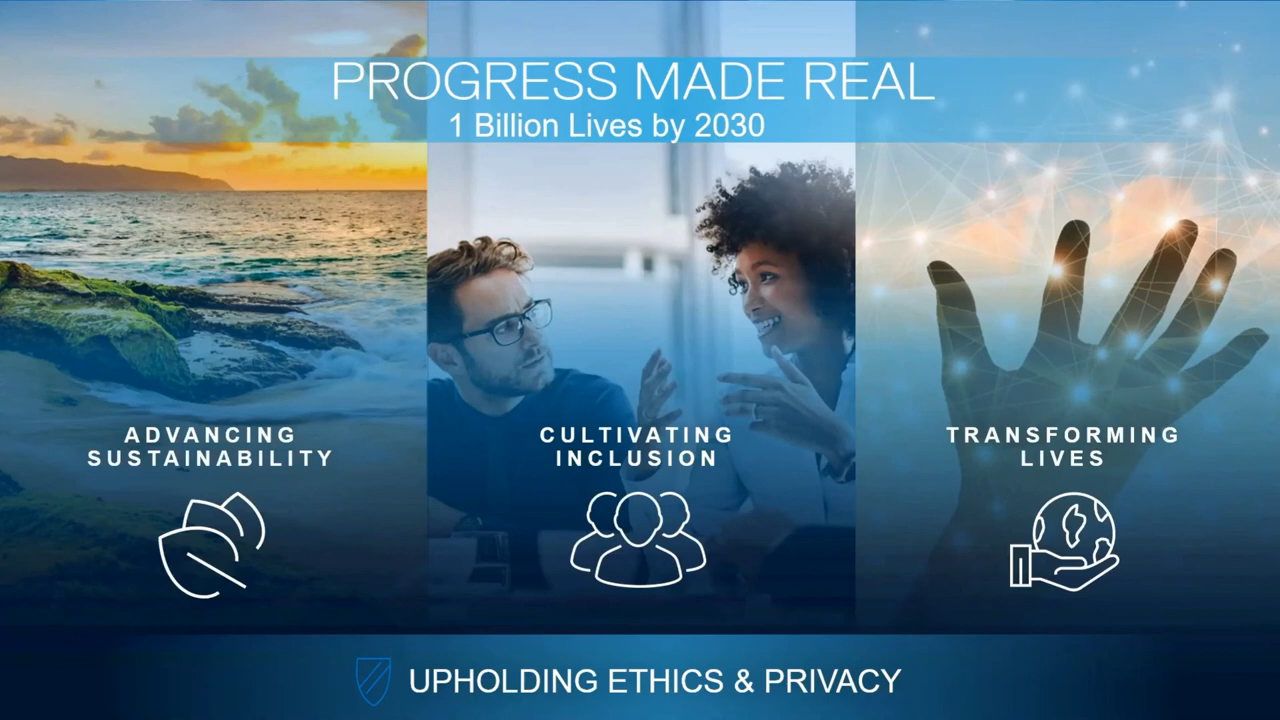 PROGRESS MADE REAL
1 Billion Lives by 2030
ADVANCING
SUSTAINABILITY
CULTIVATING
INCLUSION
TRANSFORMING
LIVES
UPHOLDING ETHICS & PRIVACY